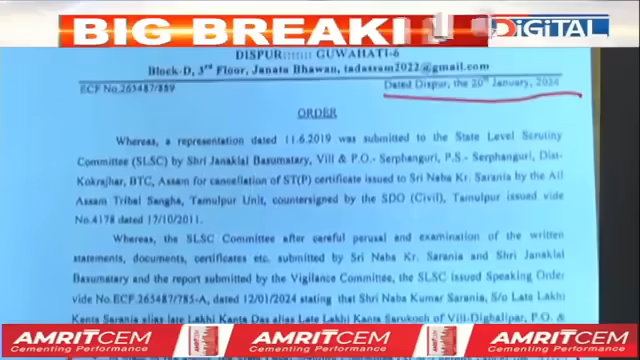 BIG BREAKI
DiGiTAL
DISPUR::::::: GUWAHATI-6
Block-D, 3rd Floor, Janata Bhawan, tadassam2022@gmail.com
ECF No.265487/889
Dated Dispur, the 20th January, 2024
ORDER
Whereas, a representation dated 11.6.2019 was submitted to the State Level Scrutiny
Committee (SLSC) by Shri Janaklal Basumatary, Vill & P.O.- Serphanguri, P.S.- Serphanguri, Dist-
Kokrajhar, BTC, Assam for cancellation of ST(P) certificate issued to Sri Naba Kr. Sarania by the All
Assam Tribal Sangha, Tamulpur Unit, countersigned by the SDO (Civil), Tamulpur issued vide
No.4178 dated 17/10/2011.
Whereas, the SLSC Committee after careful perusal and examination of the written
statements, documents, certificates etc. submitted by Sri Naba Kr. Sarania and Shri Janaklal
Basumatary and the report submitted by the Vigilance Committee, the SLSC issued Speaking Order
vide No.ECF.265487/785-A, dated 12/01/2024 stating that Shri Naba Kumar Sarania, S/o Late Lakhi
Kanta Sarania alias late Lakhi Kanta Das alias Late Lakhi Kanta Sarukoch of Vill-Dighalipar, P.O. &
AMRITCEM
Cementing Performance
AMRITCEM
Cementing Performance
AMRITCEM
Cementing Performance